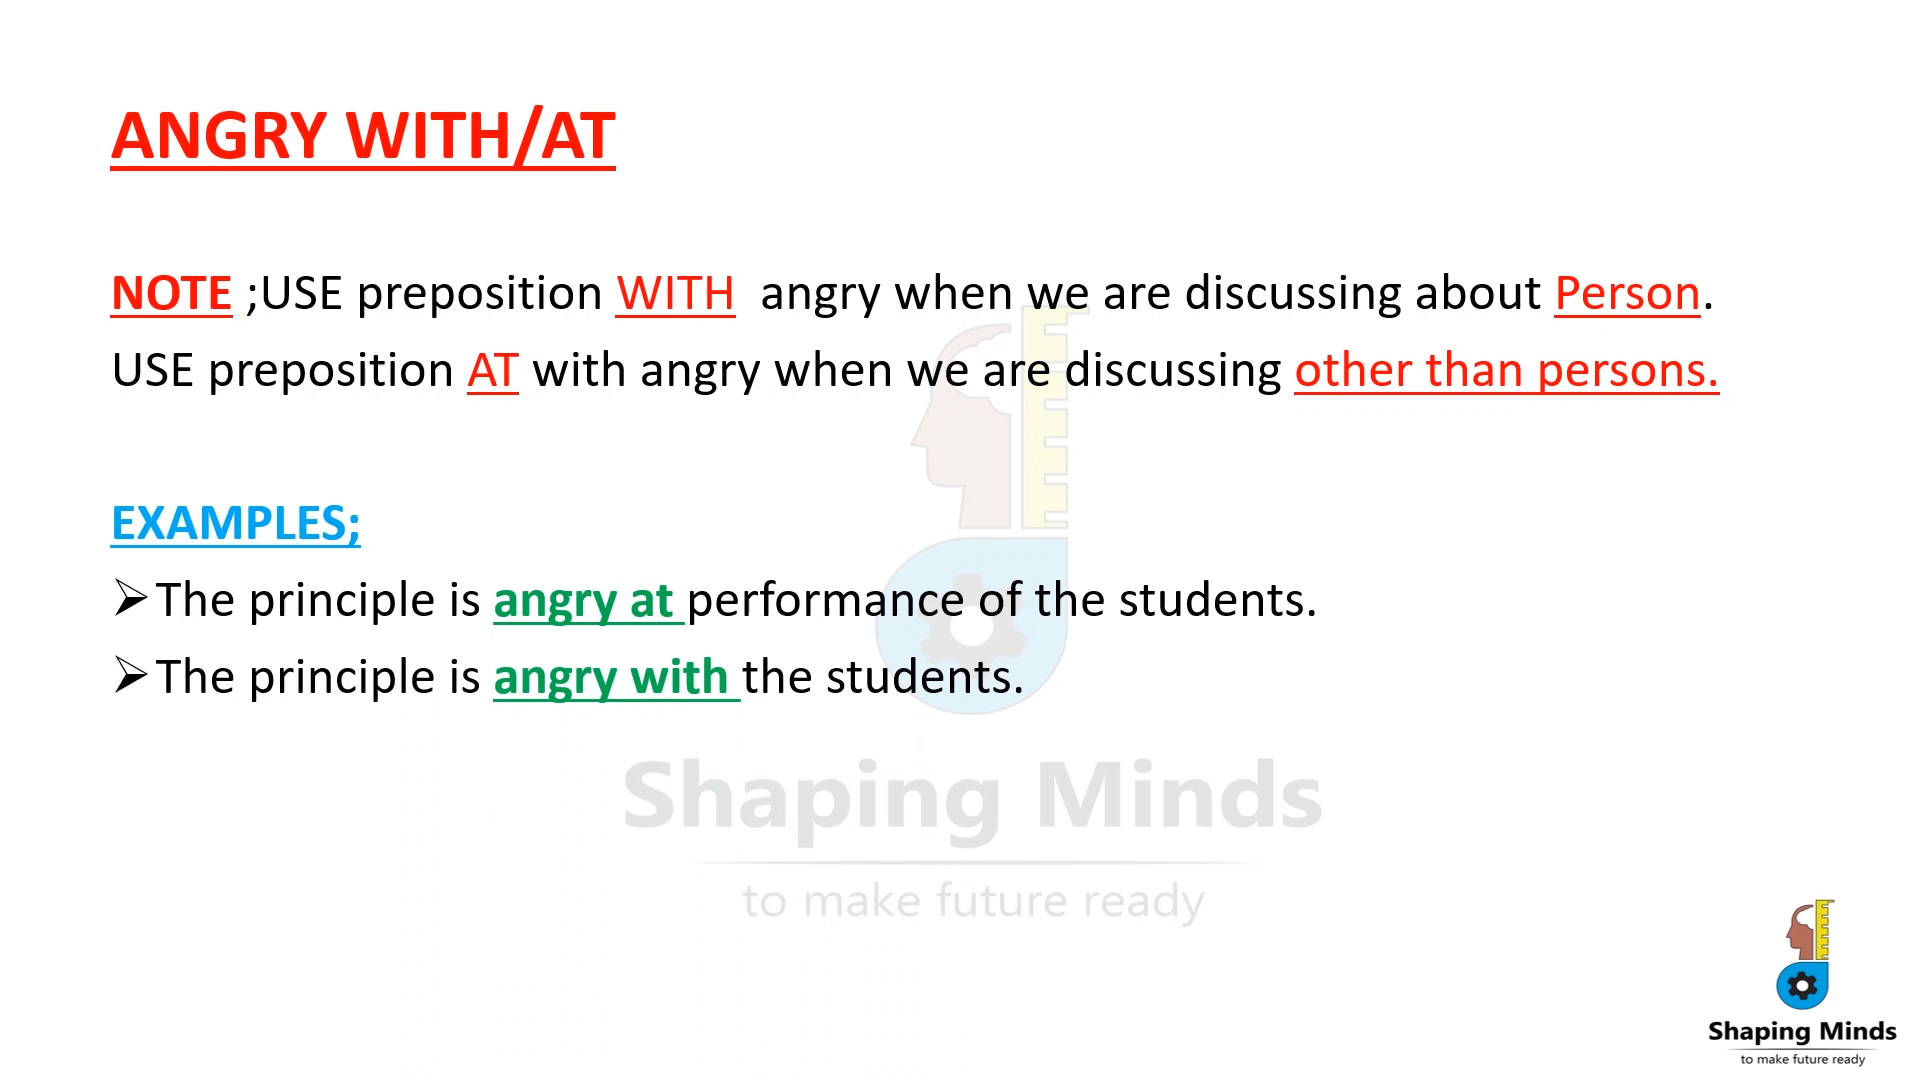 ANGRY WITH/AT
NOTE ;USE preposition WITH  angry when we are discussing about Person.
USE preposition AT with angry when we are discussing other than persons.
EXAMPLES;
➢The principle is angry at performance of the students.
➢The principle is angry with the students.
Shaping Minds
to make future ready
Shaping Minds
to make future ready